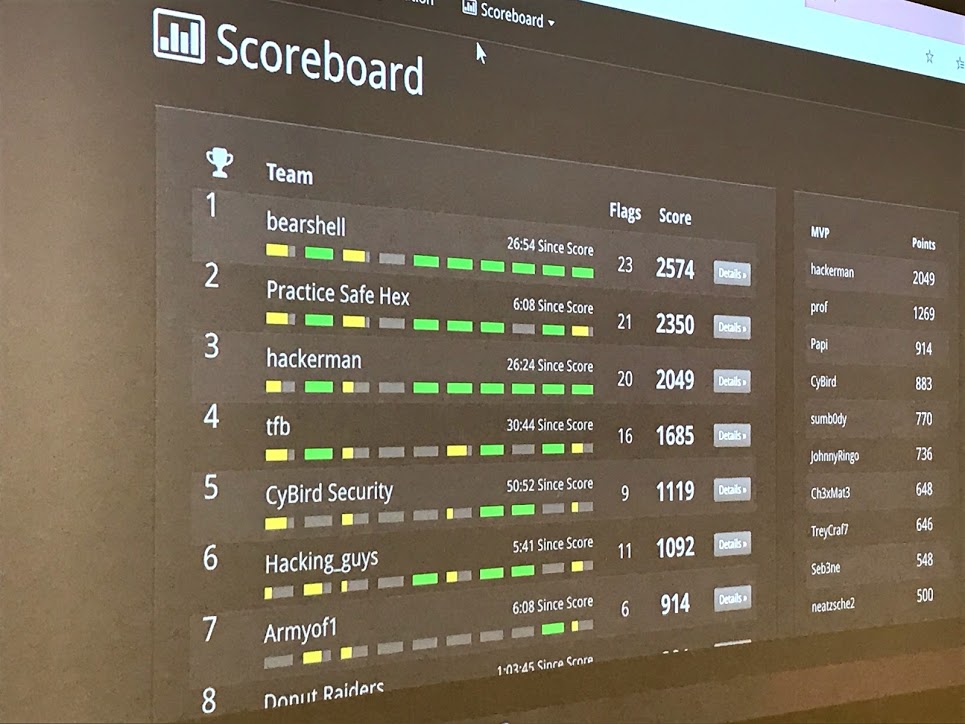 Scoreboard
Scoreboard
Team Flags Score
1 bearshell 26:54 Since Score 23 2574 Details »
2 Practice Safe Hex 6:08 Since Score 21 2350 Details »
3 hackerman 26:24 Since Score 20 2049 Details »
4 tfb 30:44 Since Score 16 1685 Details »
5 CyBird Security 50:52 Since Score 9 1119 Details »
6 Hacking_guys 5:41 Since Score 11 1092 Details »
7 Armyof1 6:08 Since Score 6 914 Details »
8 Donut Raiders 1:03:45 Since Score
MVP Points
hackerman 2049
prof 1269
Papi 914
CyBird 883
sumb0dy 770
JohnnyRingo 736
Ch3xMat3 648
TreyCraf7 646
Seb3ne 548
neatzsche2 500